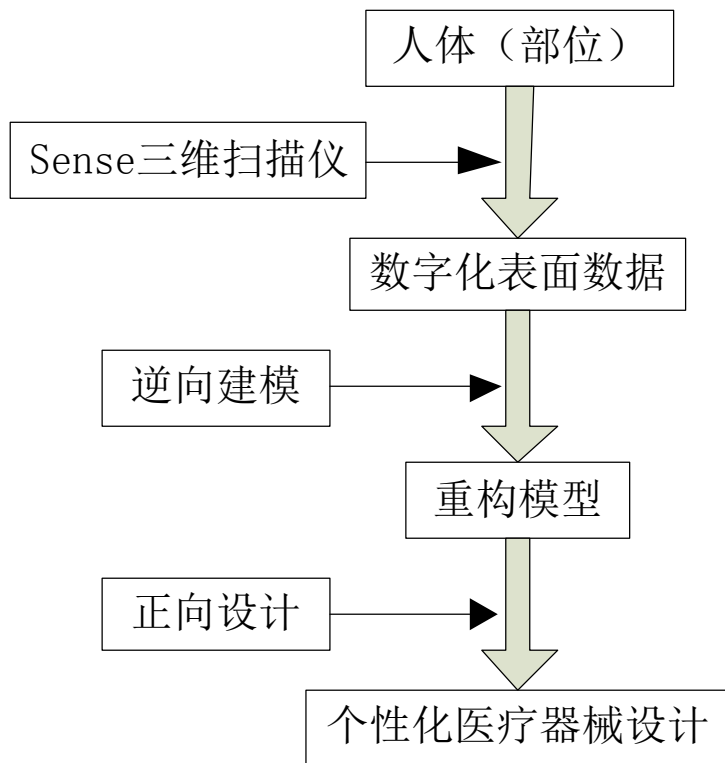 人体（部位）
Sense三维扫描仪
数字化表面数据
逆向建模
重构模型
正向设计
个性化医疗器械设计